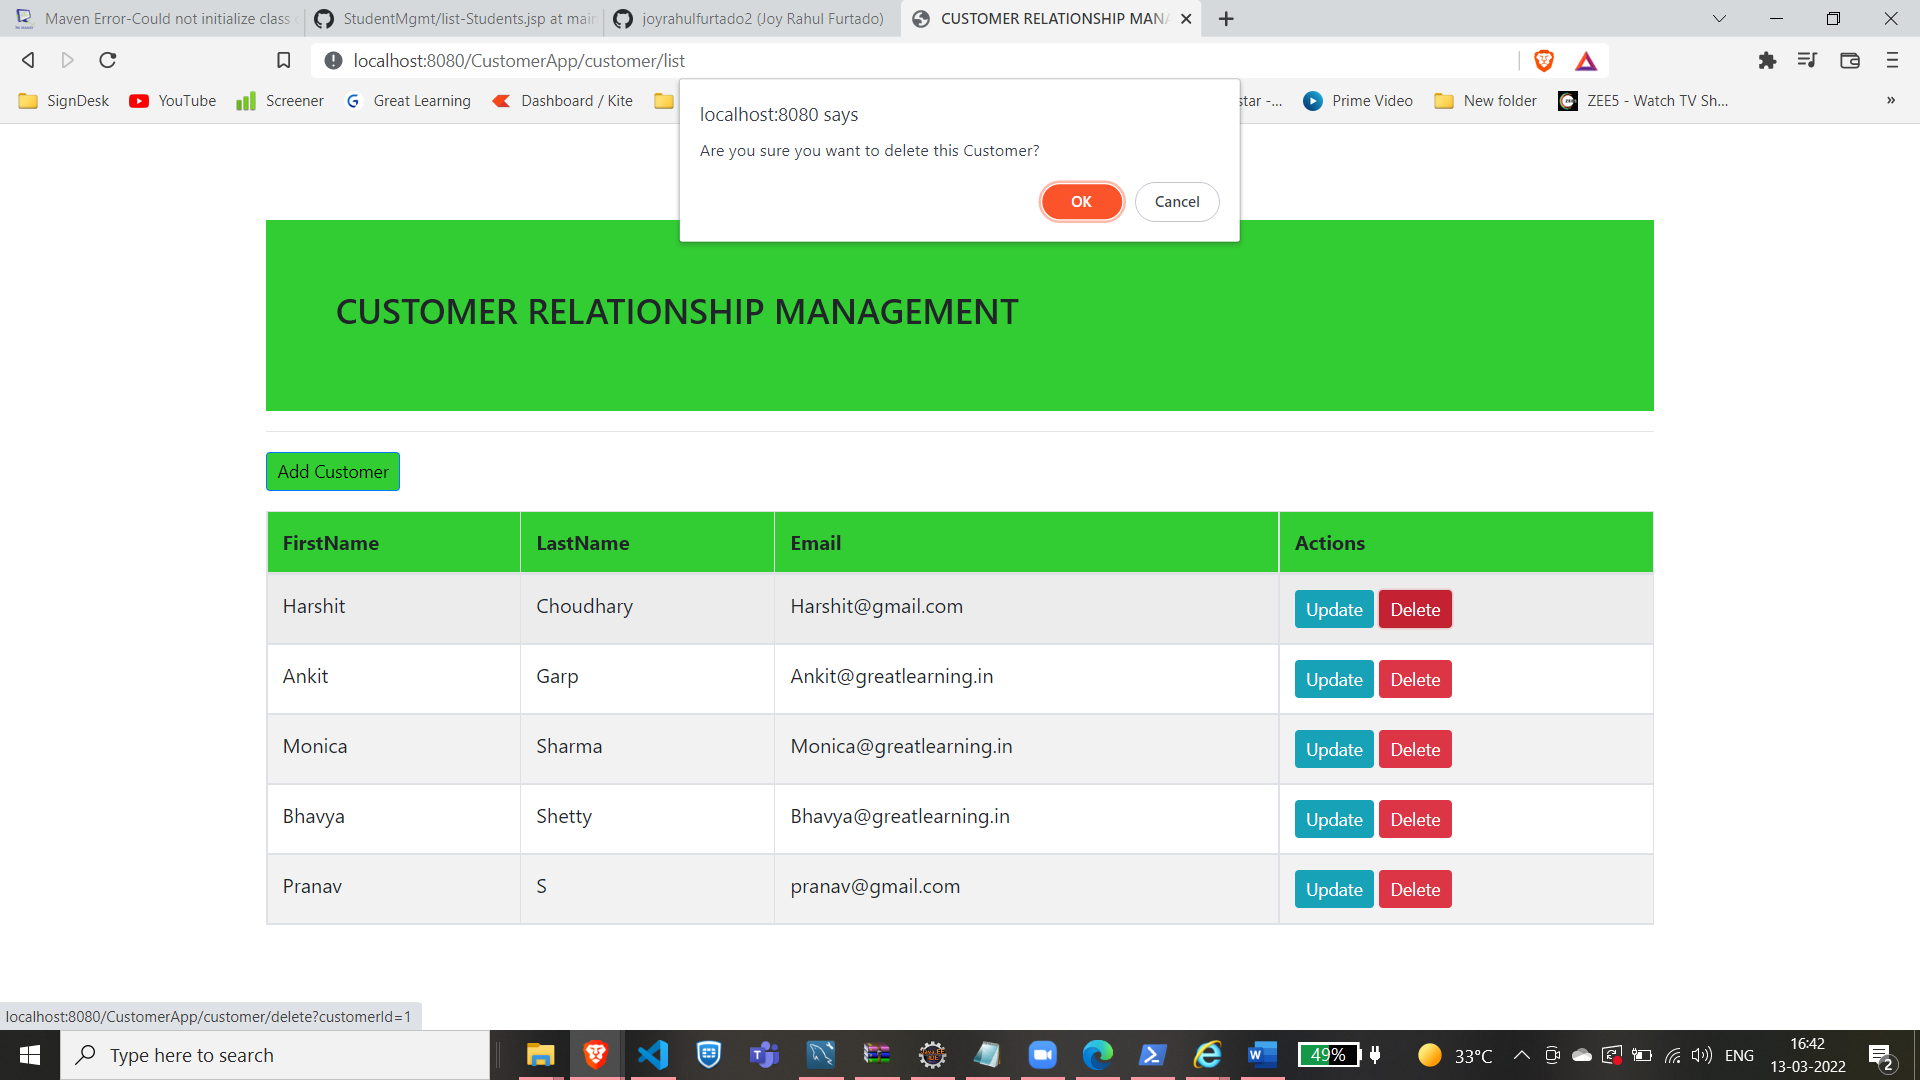 Maven Error-Could not initialize class
StudentMgmt/list-Students.jsp at main
joyrahulfurtado2 (Joy Rahul Furtado)
CUSTOMER RELATIONSHIP MANA
localhost:8080/CustomerApp/customer/list
SignDesk
YouTube
Screener
Great Learning
Dashboard / Kite
star -...
Prime Video
New folder
ZEE5 - Watch TV Sh...
»
localhost:8080 says
Are you sure you want to delete this Customer?
OK Cancel
CUSTOMER RELATIONSHIP MANAGEMENT
Add Customer
FirstName LastName Email Actions
Harshit Choudhary Harshit@gmail.com Update Delete
Ankit Garp Ankit@greatlearning.in Update Delete
Monica Sharma Monica@greatlearning.in Update Delete
Bhavya Shetty Bhavya@greatlearning.in Update Delete
Pranav S pranav@gmail.com Update Delete
localhost:8080/CustomerApp/customer/delete?customerId=1
Type here to search
49%
33°C
ENG
16:42
13-03-2022
2